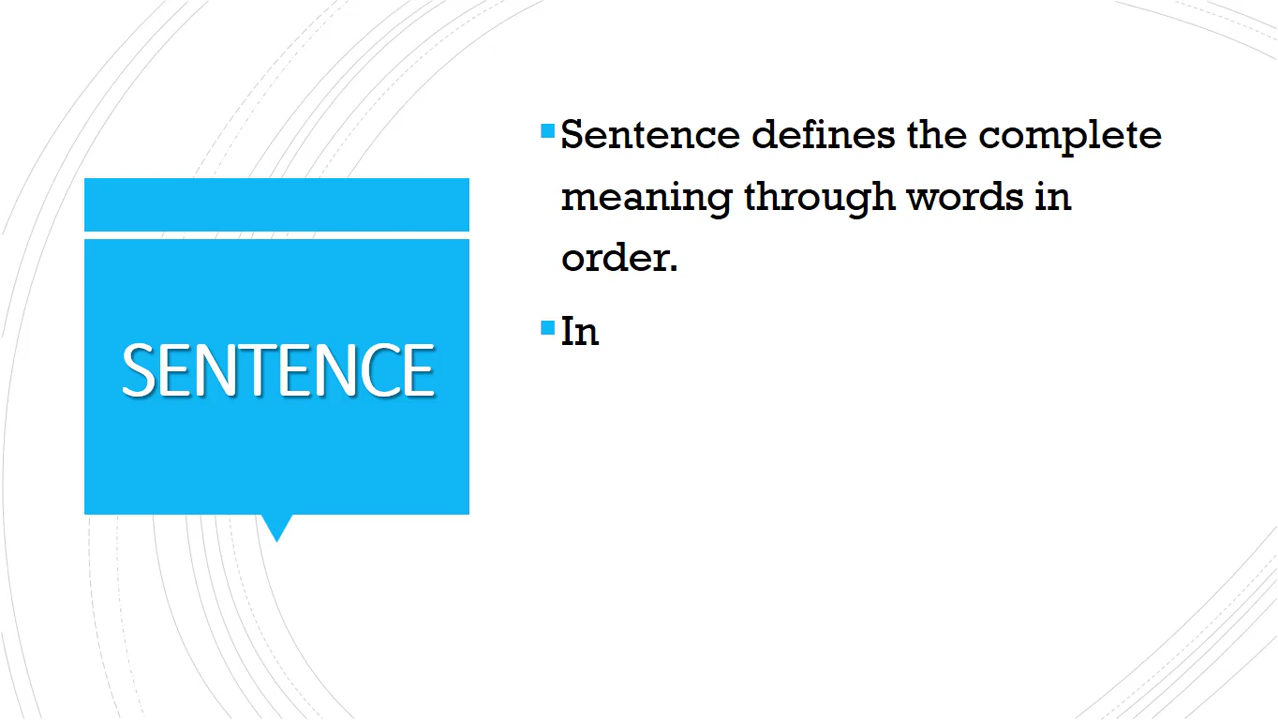 SENTENCE
Sentence defines the complete
meaning through words in
order.
In